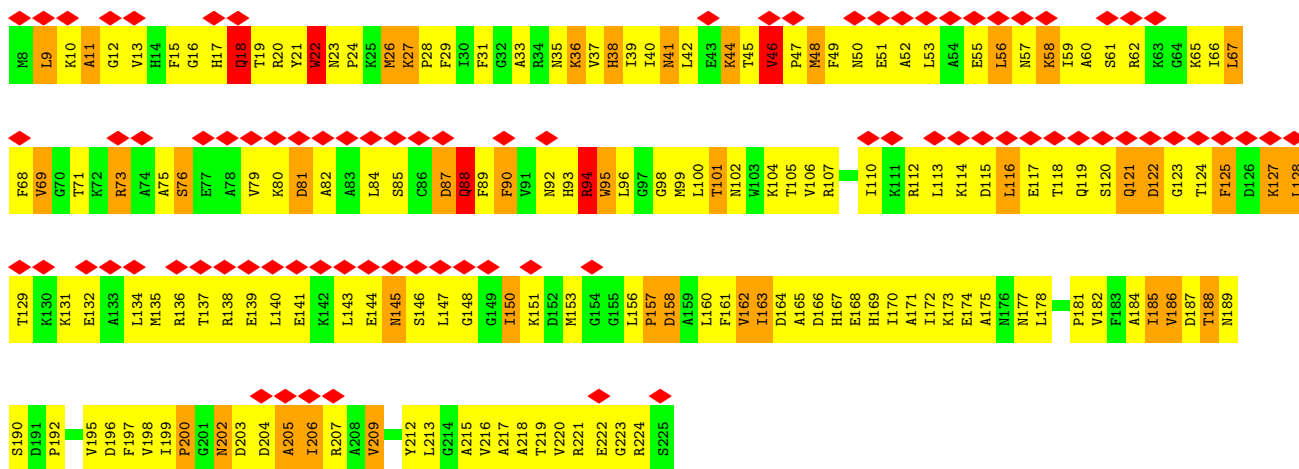 M8 L9 K10 A11 G12 V13 H14 F15 G16 H17 Q18 T19 R20 Y21 W22 N23 P24 K25 M26 K27 P28 F29 I30 F31 G32 A33 R34 N35 K36 V37 H38 I39 I40 N41 L42 E43 K44 T45 V46 P47 M48 F49 N50 E51 A52 L53 A54 E55 L56 N57 K58 I59 A60 S61 R62 K63 G64 K65 I66 L67
F68 V69 G70 T71 K72 R73 A74 A75 S76 E77 A78 V79 K80 D81 A82 A83 L84 S85 C86 D87 Q88 F89 F90 V91 N92 H93 R94 W95 L96 G97 G98 M99 L100 T101 N102 W103 K104 T105 V106 R107 I110 K111 R112 L113 K114 D115 L116 E117 T118 Q119 S120 Q121 D122 G123 T124 F125 D126 K127 L128
T129 K130 K131 E132 A133 L134 M135 R136 T137 R138 E139 L140 E141 K142 L143 E144 N145 S146 L147 G148 G149 I150 K151 D152 M153 G154 G155 L156 P157 D158 A159 L160 F161 V162 I163 D164 A165 D166 H167 E168 H169 I170 A171 I172 K173 E174 A175 N176 N177 L178 P181 V182 F183 A184 I185 V186 D187 T188 N189
S190 D191 P192 V195 D196 F197 V198 I199 P200 G201 N202 D203 D204 A205 I206 R207 A208 V209 Y212 L213 G214 A215 V216 A217 A218 T219 V220 R221 E222 G223 R224 S225